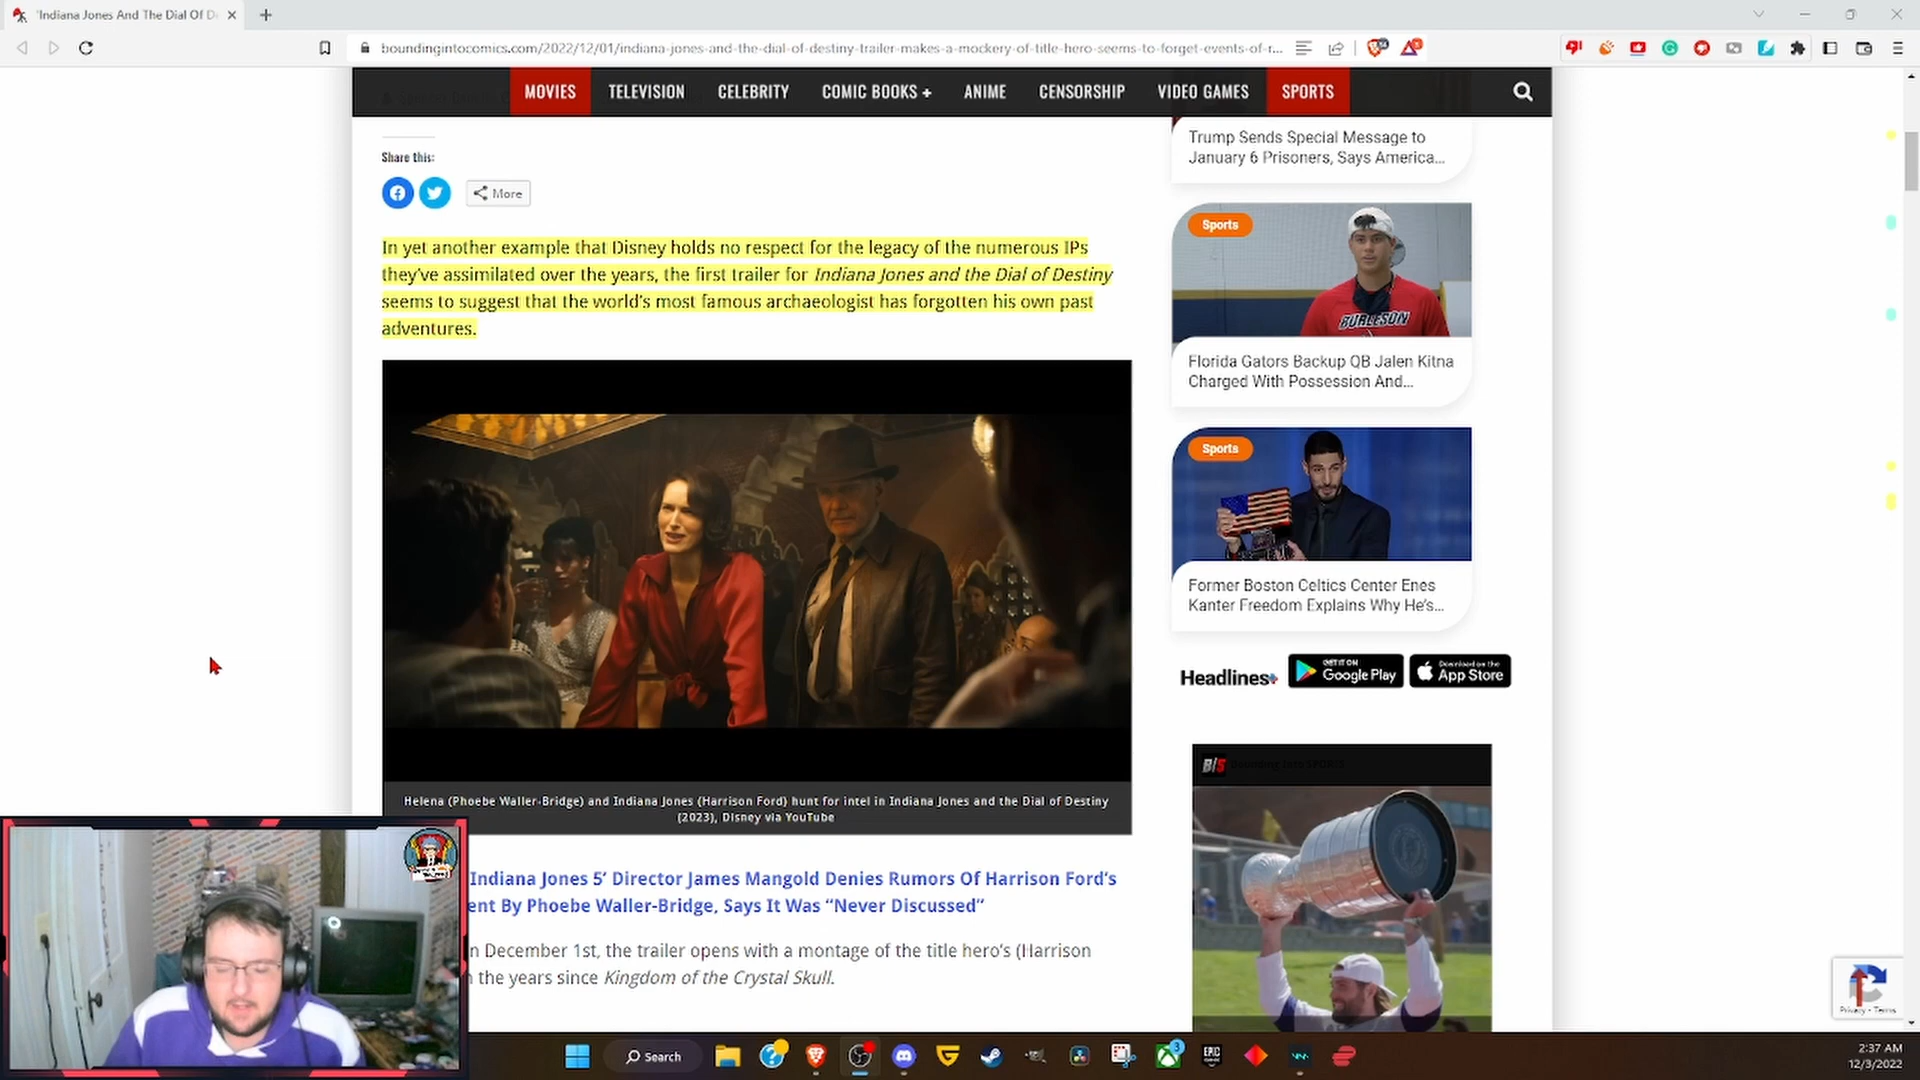 'Indiana Jones And The Dial Of D
boundingintocomics.com/2022/12/01/indiana-jones-and-the-dial-of-destiny-trailer-makes-a-mockery-of-title-hero-seems-to-forget-events-of-r...
MOVIES
TELEVISION
CELEBRITY
COMIC BOOKS +
ANIME
CENSORSHIP
VIDEO GAMES
SPORTS
Share this:
More
In yet another example that Disney holds no respect for the legacy of the numerous IPs
they've assimilated over the years, the first trailer for Indiana Jones and the Dial of Destiny
seems to suggest that the world's most famous archaeologist has forgotten his own past
adventures.
Helena (Phoebe Waller-Bridge) and Indiana Jones (Harrison Ford) hunt for intel in Indiana Jones and the Dial of Destiny
(2023), Disney via YouTube
Indiana Jones 5' Director James Mangold Denies Rumors Of Harrison Ford's
ent By Phoebe Waller-Bridge, Says It Was "Never Discussed"
n December 1st, the trailer opens with a montage of the title hero's (Harrison
the years since Kingdom of the Crystal Skull.
Trump Sends Special Message to
January 6 Prisoners, Says America...
Sports
BURLESON
Florida Gators Backup QB Jalen Kitna
Charged With Possession And...
Sports
Former Boston Celtics Center Enes
Kanter Freedom Explains Why He's...
Headlines+
GET IT ON
Google Play
Download on the
App Store
B/S
Bounding Into SPORTS
Privacy - Terms
Search
3
EPIC
2:37 AM
12/3/2022